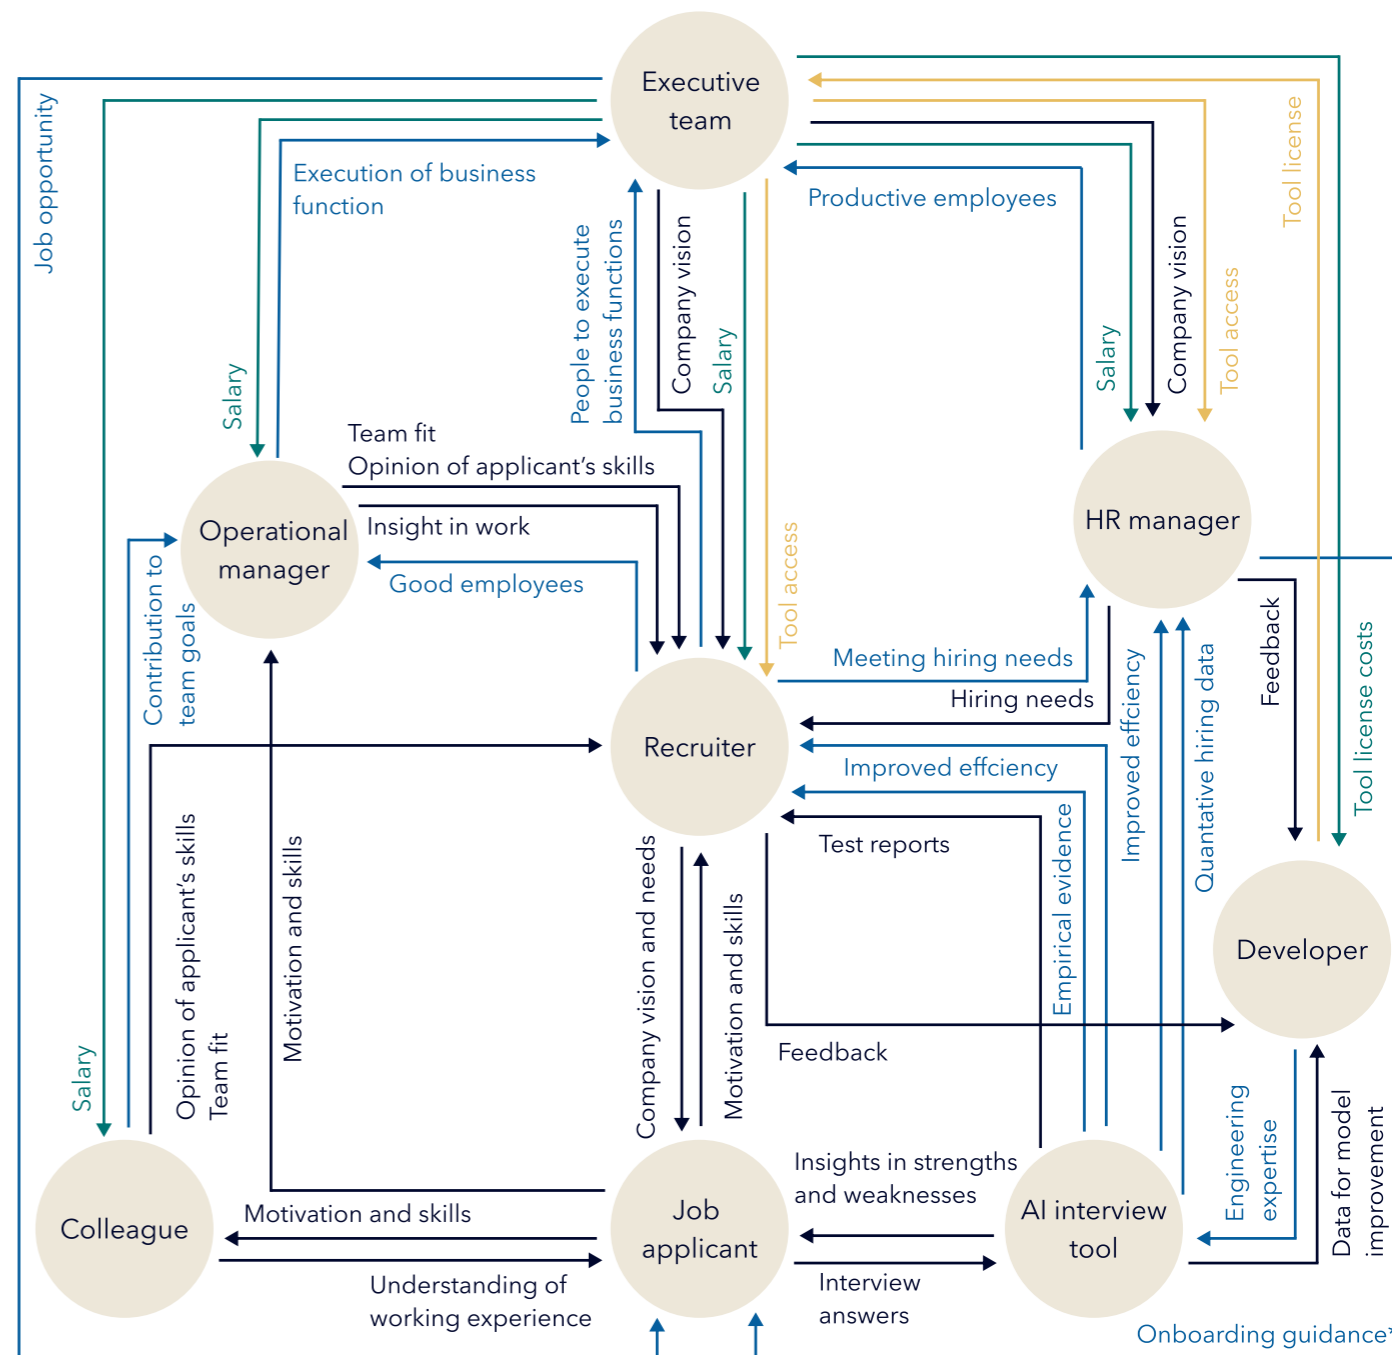 Executive
team
Job opportunity
Execution of business
function
Productive employees
Tool license
People to execute
business functions
Company vision
Salary
Company vision
Tool access
Salary
Salary
Team fit
Opinion of applicant's skills
Insight in work
Good employees
Operational
manager
HR manager
Tool access
Contribution to
team goals
Meeting hiring needs
Hiring needs
Feedback
Recruiter
Improved effciency
Improved effciency
Quantative hiring data
Tool license costs
Test reports
Opinion of applicant's skills
Team fit
Motivation and skills
Company vision and needs
Motivation and skills
Empirical evidence
Developer
Feedback
Salary
Engineering
expertise
Data for model
improvement
Insights in strengths
and weaknesses
Colleague
Motivation and skills
Job
applicant
AI interview
tool
Understanding of
working experience
Interview
answers
Onboarding guidance*